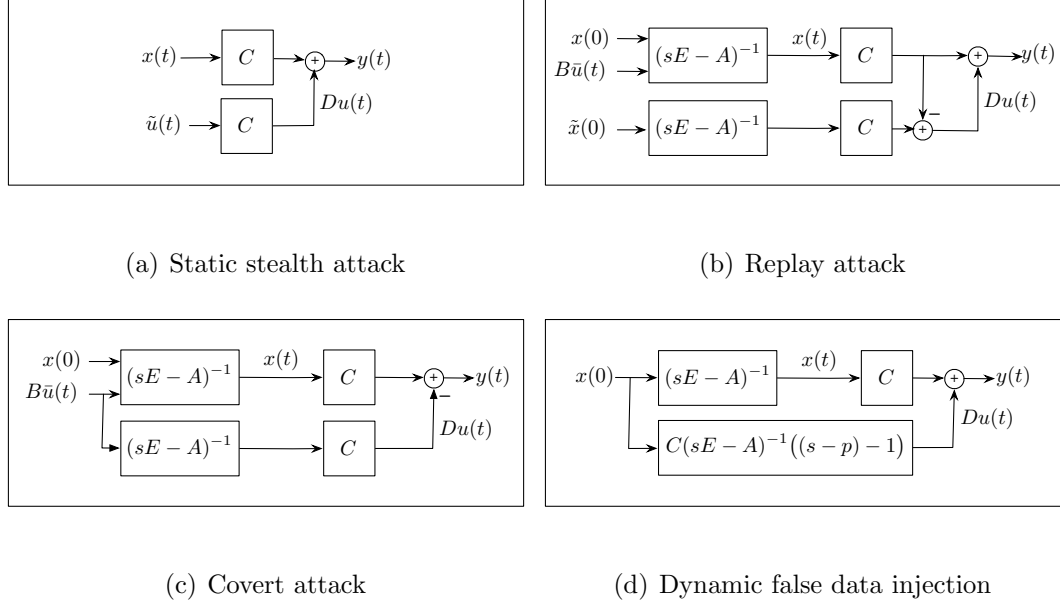 x(t) C + y(t)
Du(t)
ũ(t) C
(a) Static stealth attack
x(0) (sE − A)⁻¹ x(t) C + y(t)
Bū(t)
− Du(t)
x̃(0) (sE − A)⁻¹ C +
(b) Replay attack
x(0) (sE − A)⁻¹ x(t) C + y(t)
Bū(t) −
(sE − A)⁻¹ C Du(t)
(c) Covert attack
x(0) (sE − A)⁻¹ x(t) C + y(t)
Du(t)
C(sE − A)⁻¹((s − p) − 1)
(d) Dynamic false data injection